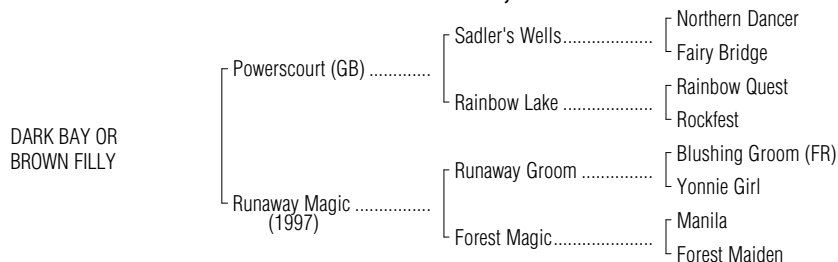 Northern Dancer
Sadler's Wells..................
Fairy Bridge
Powerscourt (GB) .............
Rainbow Quest
Rainbow Lake ..................
Rockfest
DARK BAY OR
BROWN FILLY
Blushing Groom (FR)
Runaway Groom ..............
Yonnie Girl
Runaway Magic ................
(1997)
Manila
Forest Magic....................
Forest Maiden